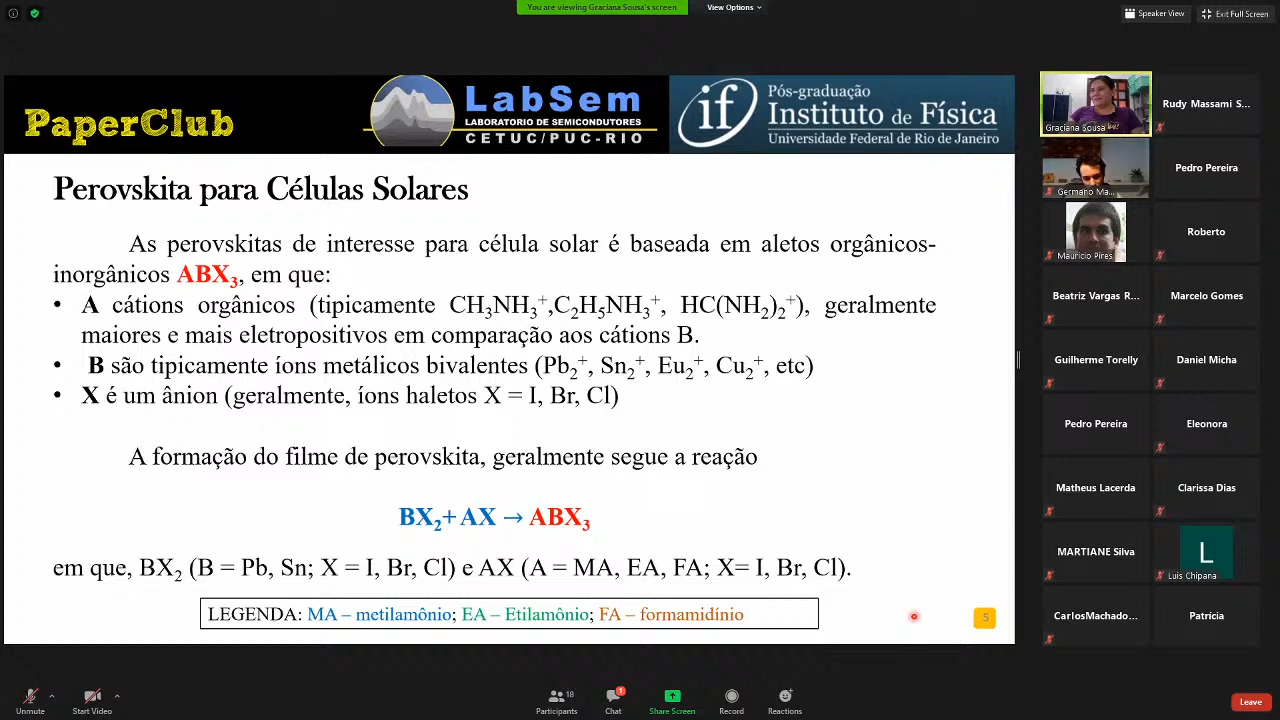 You are viewing Graciana Sousa's screen
View Options
Speaker View
Exit Full Screen
PaperClub
LabSem
LABORATORIO DE SEMICONDUTORES
CETUC/PUC-RIO
if
Pós-graduação
Instituto de Física
Universidade Federal do Rio de Janeiro
Perovskita para Células Solares
As perovskitas de interesse para célula solar é baseada em aletos orgânicos-
inorgânicos ABX₃, em que:
• A cátions orgânicos (tipicamente CH₃NH₃⁺,C₂H₅NH₃⁺, HC(NH₂)₂⁺), geralmente
maiores e mais eletropositivos em comparação aos cátions B.
• B são tipicamente íons metálicos bivalentes (Pb₂⁺, Sn₂⁺, Eu₂⁺, Cu₂⁺, etc)
• X é um ânion (geralmente, íons haletos X = I, Br, Cl)
A formação do filme de perovskita, geralmente segue a reação
BX₂+ AX → ABX₃
em que, BX₂ (B = Pb, Sn; X = I, Br, Cl) e AX (A = MA, EA, FA; X= I, Br, Cl).
LEGENDA: MA – metilamônio; EA – Etilamônio; FA – formamidínio
5
Graciana Sousa
Rudy Massami S...
Germano Ma...
Pedro Pereira
Mauricio Pires
Roberto
Beatriz Vargas R...
Marcelo Gomes
Guilherme Torelly
Daniel Micha
Pedro Pereira
Eleonora
Matheus Lacerda
Clarissa Dias
MARTIANE Silva
L
Luis Chipana
CarlosMachado...
Patrícia
Unmute
Start Video
Participants
18
Chat
1
Share Screen
Record
Reactions
Leave